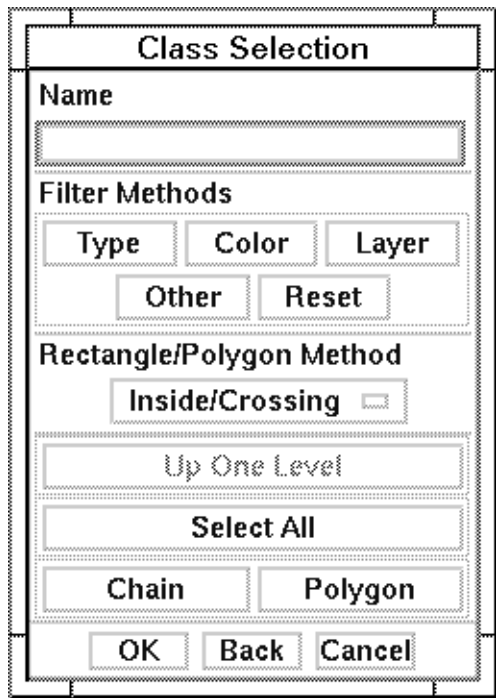 Class Selection
Name
Filter Methods
Type Color Layer
Other Reset
Rectangle/Polygon Method
Inside/Crossing
Up One Level
Select All
Chain Polygon
OK Back Cancel